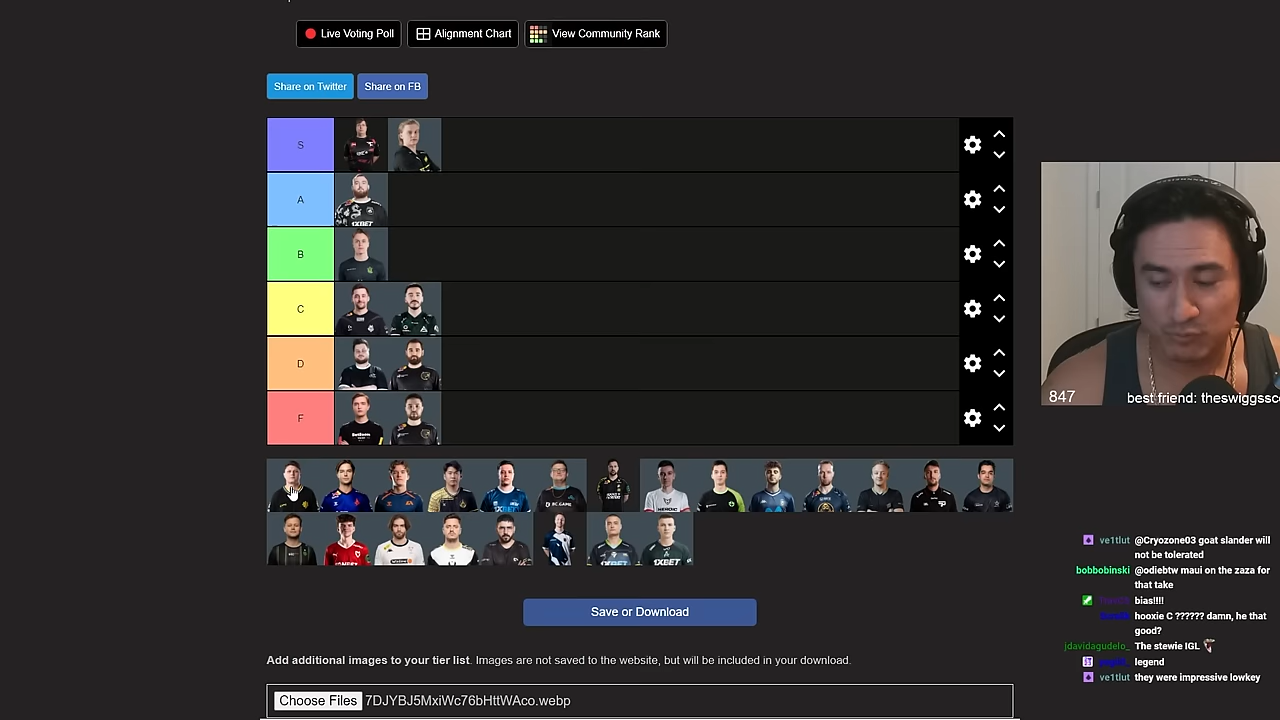 Live Voting Poll
Alignment Chart
View Community Rank
Share on Twitter
Share on FB
S
A
B
C
D
F
847
best friend: theswiggssc
ve1tlut @Cryozone03 goat slander will
not be tolerated
bobbobinski @odiebtw maui on the zaza for
that take
bias!!!!
hooxie C ?????? damn, he that
good?
jdavidagudelo_ The stewie IGL
legend
ve1tlut they were impressive lowkey
Save or Download
Add additional images to your tier list. Images are not saved to the website, but will be included in your download.
Choose Files 7DJYBJ5MxiWc76bHttWAco.webp